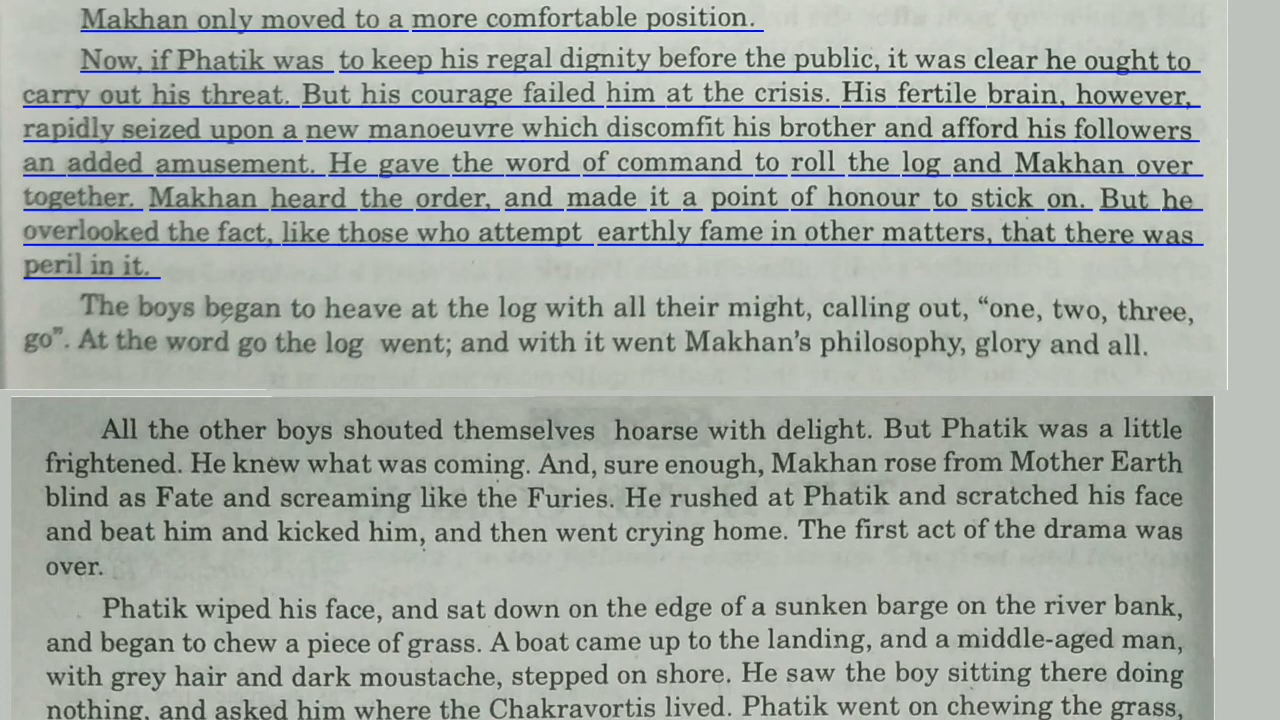 Makhan only moved to a more comfortable position.
Now, if Phatik was to keep his regal dignity before the public, it was clear he ought to
carry out his threat. But his courage failed him at the crisis. His fertile brain, however,
rapidly seized upon a new manoeuvre which discomfit his brother and afford his followers
an added amusement. He gave the word of command to roll the log and Makhan over
together. Makhan heard the order, and made it a point of honour to stick on. But he
overlooked the fact, like those who attempt earthly fame in other matters, that there was
peril in it.
The boys began to heave at the log with all their might, calling out, “one, two, three,
go”. At the word go the log went; and with it went Makhan’s philosophy, glory and all.
All the other boys shouted themselves hoarse with delight. But Phatik was a little
frightened. He knew what was coming. And, sure enough, Makhan rose from Mother Earth
blind as Fate and screaming like the Furies. He rushed at Phatik and scratched his face
and beat him and kicked him, and then went crying home. The first act of the drama was
over.
Phatik wiped his face, and sat down on the edge of a sunken barge on the river bank,
and began to chew a piece of grass. A boat came up to the landing, and a middle-aged man,
with grey hair and dark moustache, stepped on shore. He saw the boy sitting there doing
nothing, and asked him where the Chakravortis lived. Phatik went on chewing the grass,